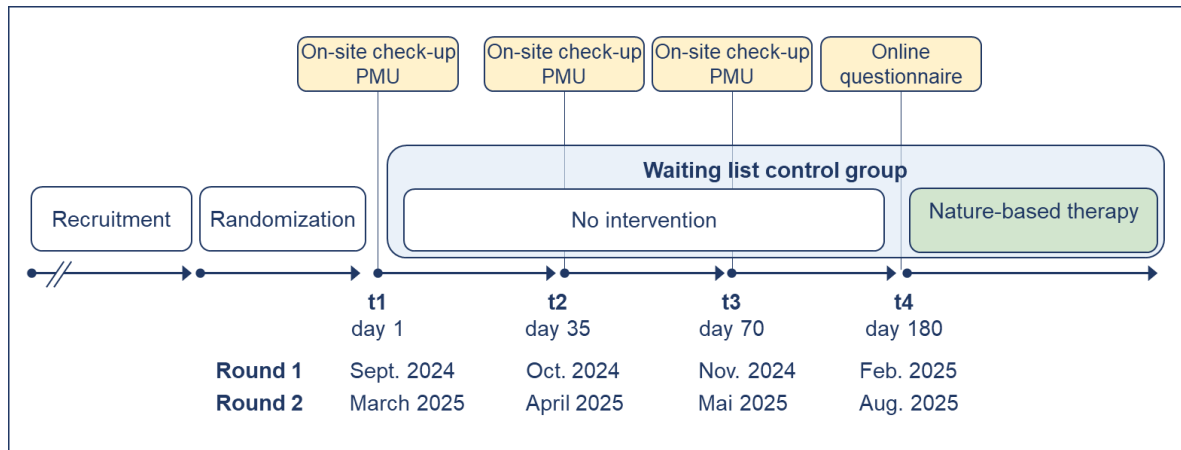 On-site check-up
PMU
On-site check-up
PMU
On-site check-up
PMU
Online
questionnaire
Waiting list control group
Recruitment
Randomization
No intervention
Nature-based therapy
t1
day 1
t2
day 35
t3
day 70
t4
day 180
Round 1 Sept. 2024 Oct. 2024 Nov. 2024 Feb. 2025
Round 2 March 2025 April 2025 Mai 2025 Aug. 2025